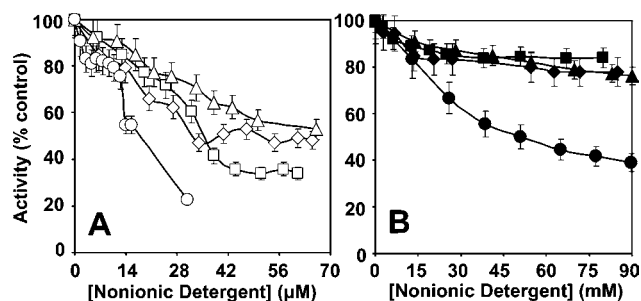 100
80
60
40
20
0
Activity (% control)
A
0 14 28 42 56 70
[Nonionic Detergent] (µM)
100
80
60
40
20
0
B
0 15 30 45 60 75 90
[Nonionic Detergent] (mM)